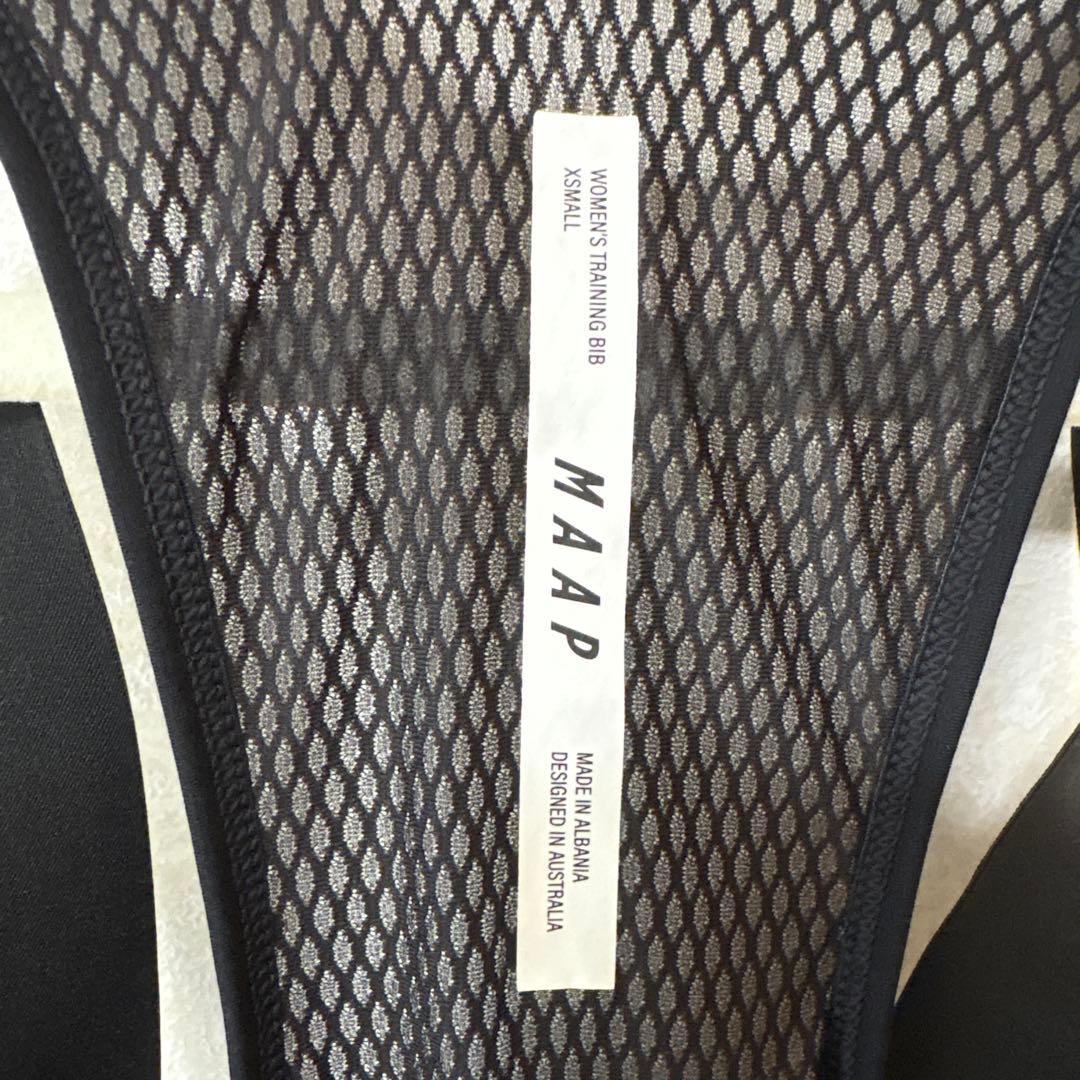 WOMEN'S TRAINING BIB
XSMALL
MAAP
MADE IN ALBANIA
DESIGNED IN AUSTRALIA